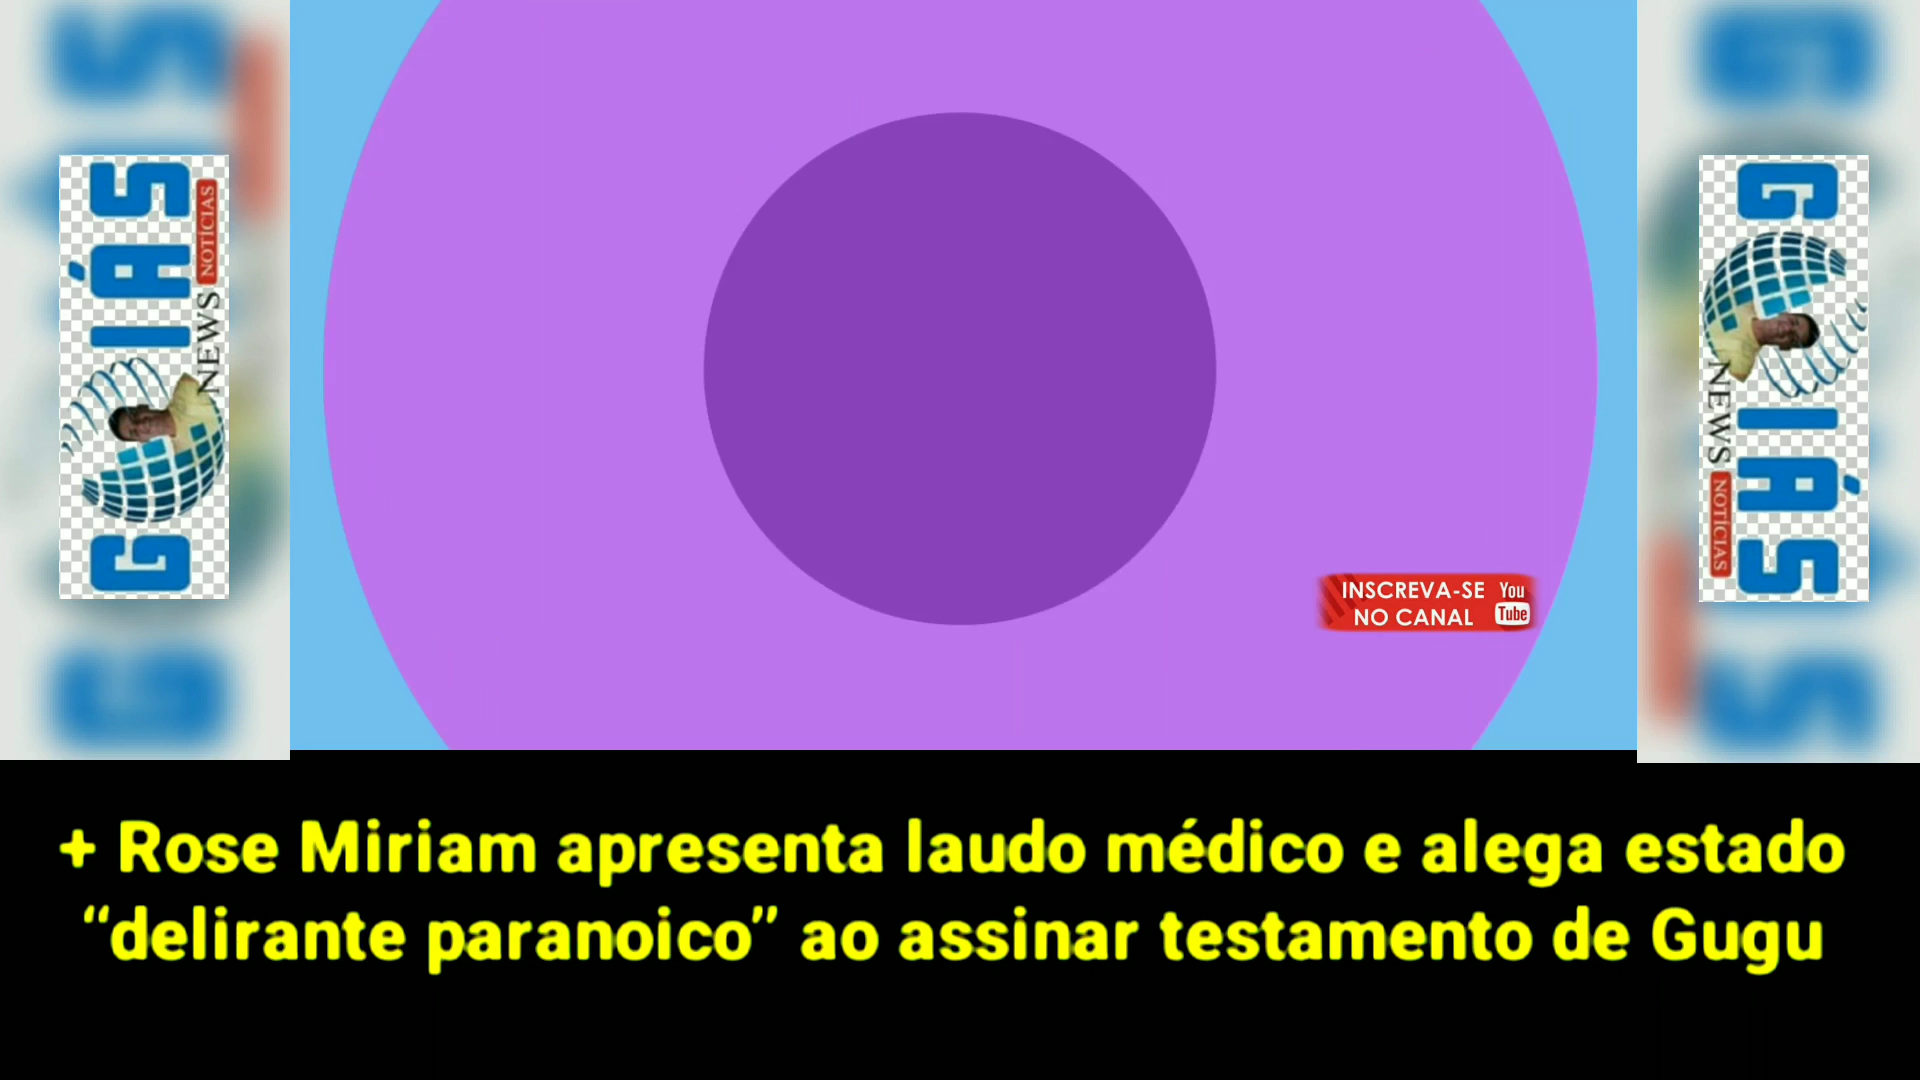 GOIÁS
NEWS NOTÍCIAS
INSCREVA-SE You
NO CANAL Tube
GOIÁS
NEWS NOTÍCIAS
+ Rose Miriam apresenta laudo médico e alega estado
“delirante paranoico” ao assinar testamento de Gugu